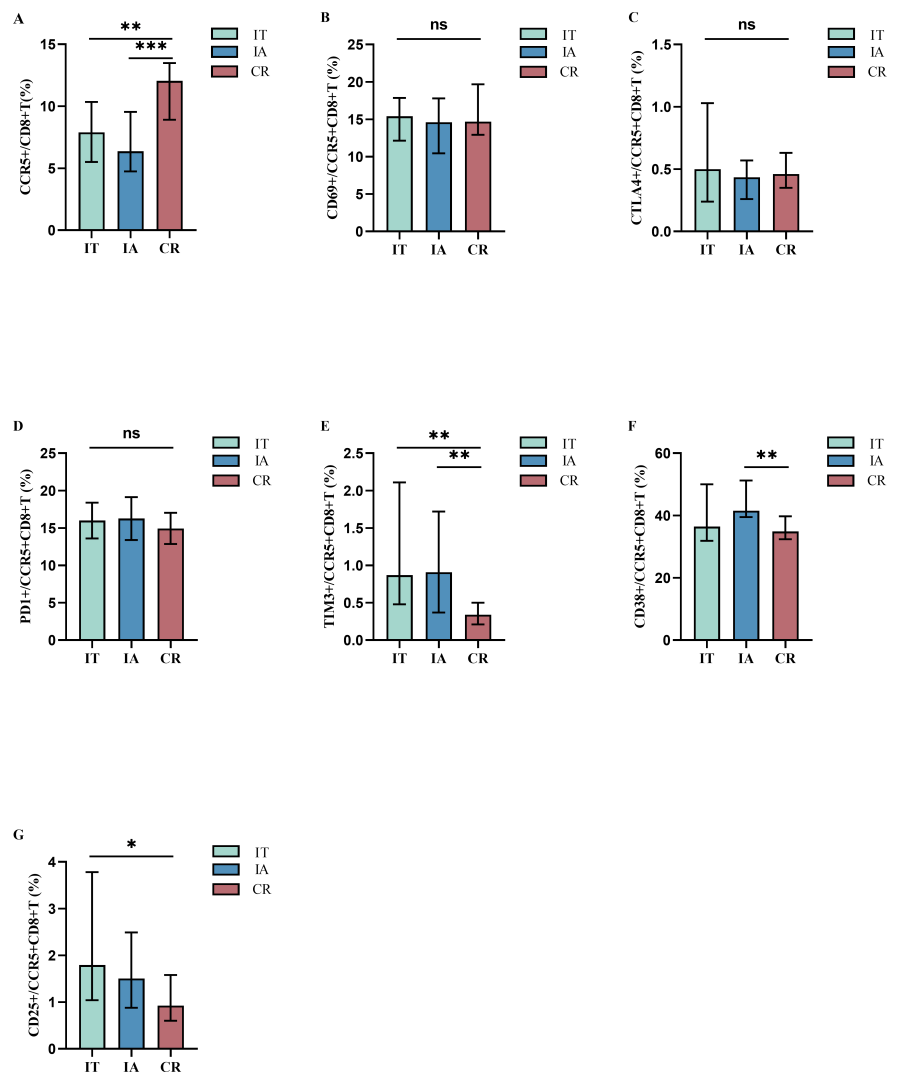 A
CCR5+/CD8+T(%)
15
10
5
0
**
***
IT
IA
CR
IT
IA
CR
B
CD69+/CCR5+CD8+T (%)
25
20
15
10
5
0
ns
IT
IA
CR
IT
IA
CR
C
CTLA4+/CCR5+CD8+T (%)
1.5
1.0
0.5
0.0
ns
IT
IA
CR
IT
IA
CR
D
PD1+/CCR5+CD8+T (%)
25
20
15
10
5
0
ns
IT
IA
CR
IT
IA
CR
E
TIM3+/CCR5+CD8+T (%)
2.5
2.0
1.5
1.0
0.5
0.0
**
**
IT
IA
CR
IT
IA
CR
F
CD38+/CCR5+CD8+T (%)
60
40
20
0
**
IT
IA
CR
IT
IA
CR
G
CD25+/CCR5+CD8+T (%)
4
3
2
1
0
*
IT
IA
CR
IT
IA
CR